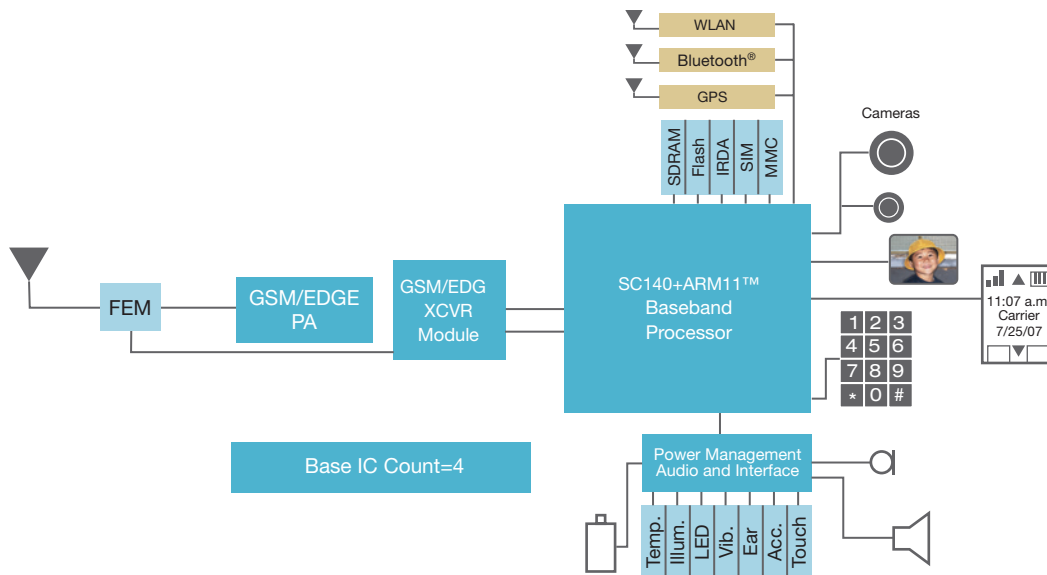 WLAN
Bluetooth®
GPS
Cameras
SDRAM
Flash
IRDA
SIM
MMC
FEM
GSM/EDGE
PA
GSM/EDG
XCVR
Module
SC140+ARM11™
Baseband
Processor
11:07 a.m
Carrier
7/25/07
1 2 3
4 5 6
7 8 9
* 0 #
Base IC Count=4
Power Management
Audio and Interface
Temp.
Illum.
LED
Vib.
Ear
Acc.
Touch